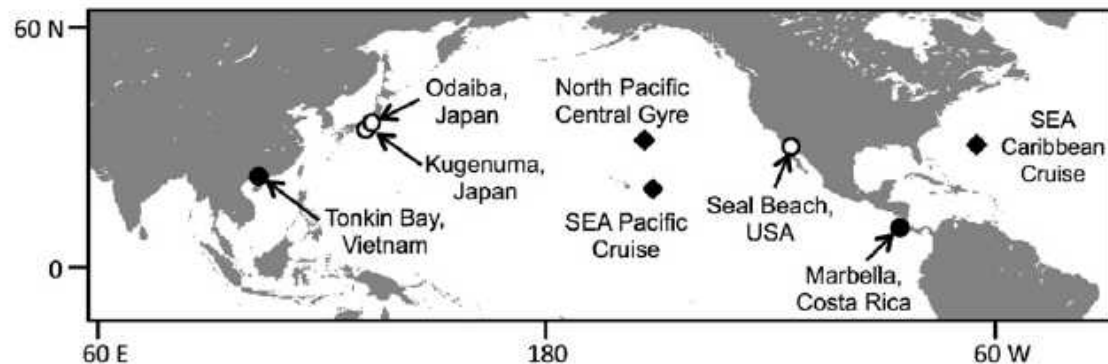 60 N
Odaiba,
Japan
North Pacific
Central Gyre
SEA
Caribbean
Cruise
Kugenuma,
Japan
Tonkin Bay,
Vietnam
SEA Pacific
Cruise
Seal Beach,
USA
0
Marbella,
Costa Rica
60 E
180
60 W